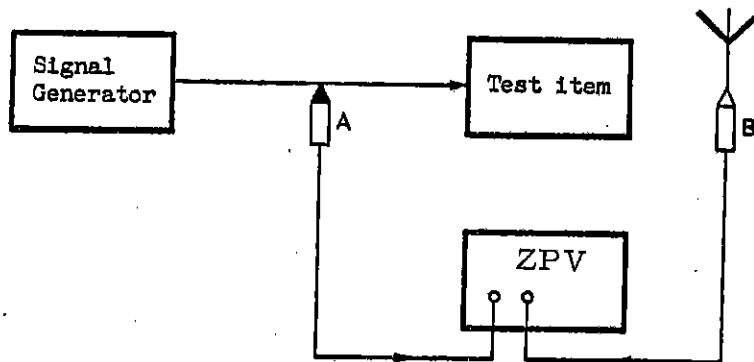 Signal
Generator
Test item
A
B
ZPV